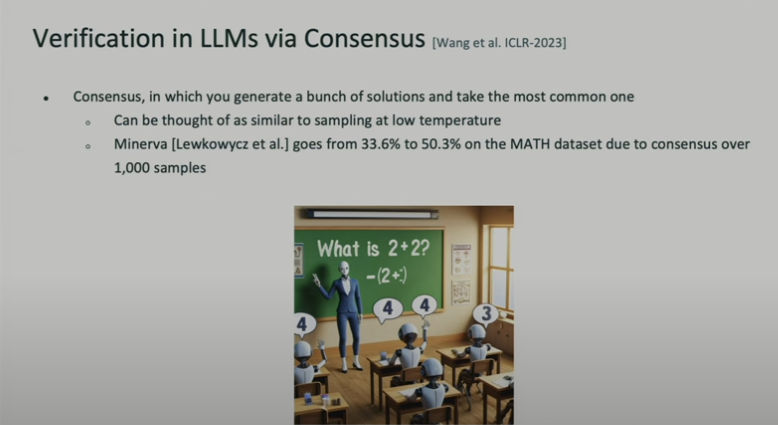 Verification in LLMs via Consensus [Wang et al. ICLR-2023]
• Consensus, in which you generate a bunch of solutions and take the most common one
◦ Can be thought of as similar to sampling at low temperature
◦ Minerva [Lewkowycz et al.] goes from 33.6% to 50.3% on the MATH dataset due to consensus over
1,000 samples
What is 2+2?
-(2+:)
4
4
4
3